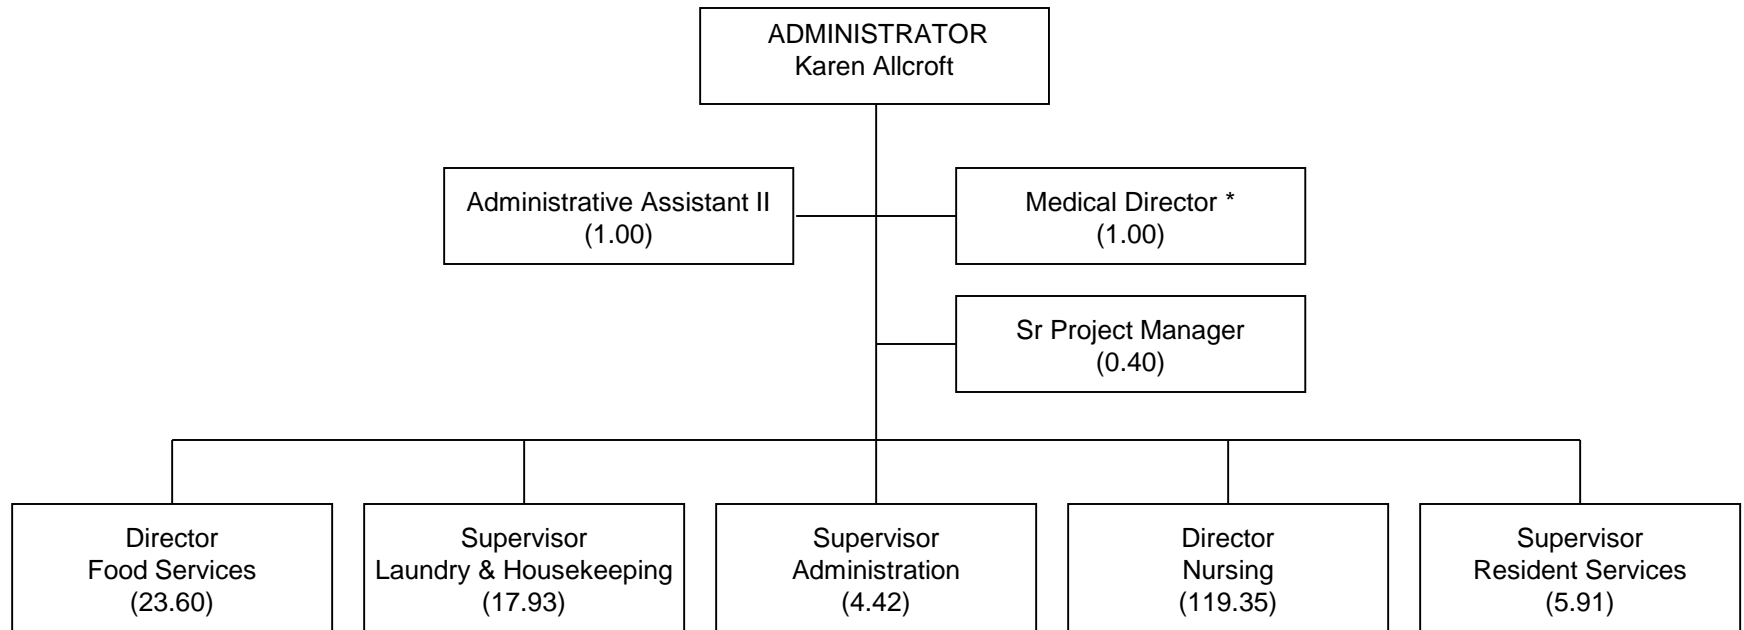 ADMINISTRATOR
Karen Allcroft
Administrative Assistant II
(1.00)
Medical Director *
(1.00)
Sr Project Manager
(0.40)
Director
Food Services
(23.60)
Supervisor
Laundry & Housekeeping
(17.93)
Supervisor
Administration
(4.42)
Director
Nursing
(119.35)
Supervisor
Resident Services
(5.91)